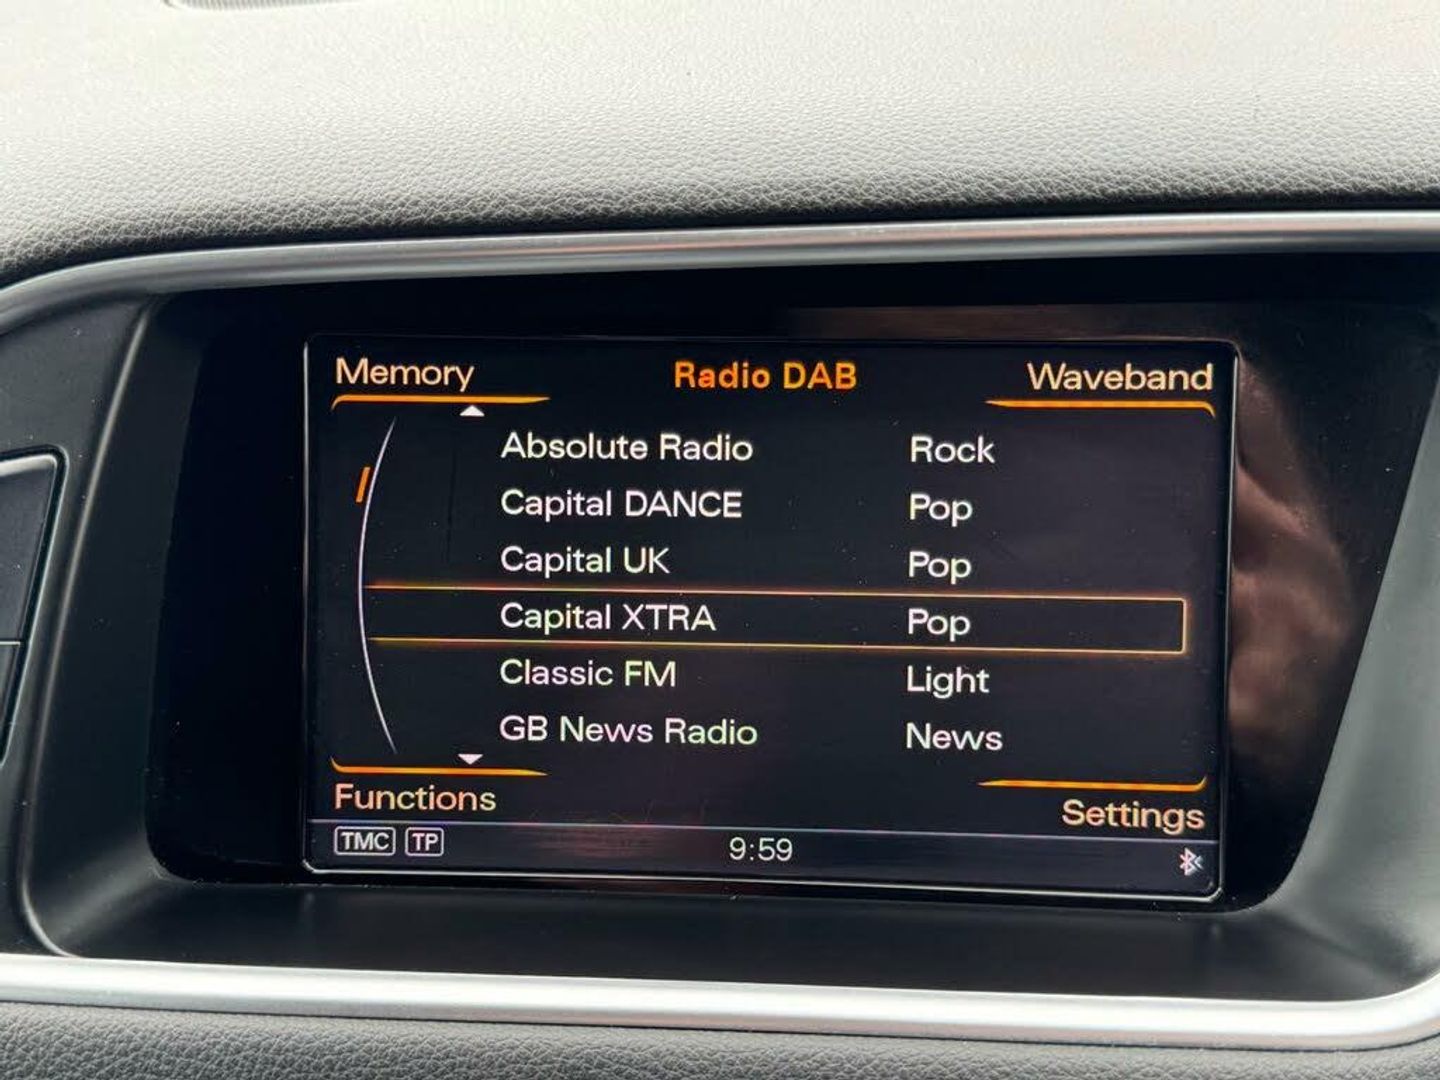 Memory Radio DAB Waveband
Absolute Radio Rock
Capital DANCE Pop
Capital UK Pop
Capital XTRA Pop
Classic FM Light
GB News Radio News
Functions Settings
TMC TP 9:59